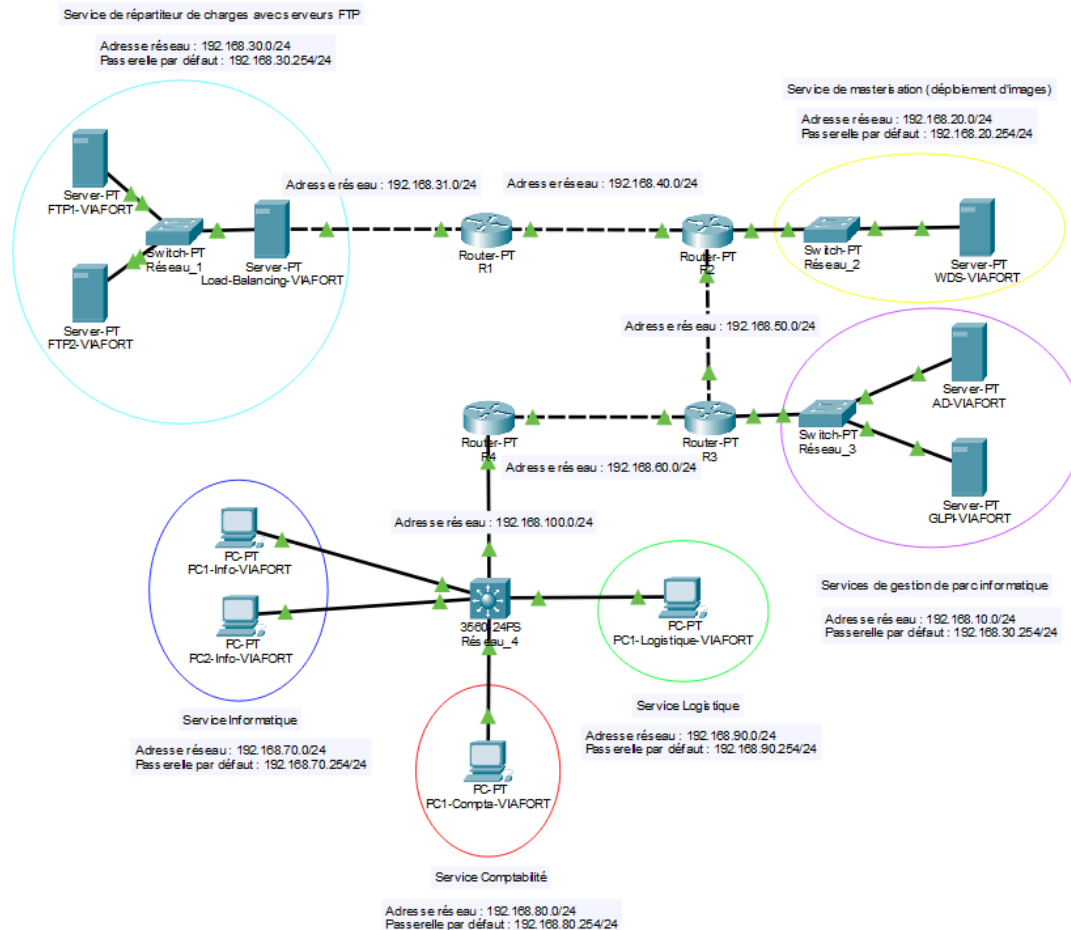 Service de répartiteur de charges avec serveurs FTP
Adresse réseau : 192.168.30.0/24
Passerelle par défaut : 192.168.30.254/24
Service de masterisation (déploiement d'images)
Adresse réseau : 192.168.20.0/24
Passerelle par défaut : 192.168.20.254/24
Server-PT
FTP1-VIAFORT
Adresse réseau : 192.168.31.0/24
Adresse réseau : 192.168.40.0/24
Switch-PT
Réseau_1
Server-PT
Load-Balancing-VIAFORT
Router-PT
R1
Router-PT
R2
Switch-PT
Réseau_2
Server-PT
WDS-VIAFORT
Server-PT
FTP2-VIAFORT
Adresse réseau : 192.168.50.0/24
Server-PT
AD-VIAFORT
Router-PT
R4
Router-PT
R3
Switch-PT
Réseau_3
Adresse réseau : 192.168.60.0/24
Server-PT
GLPI-VIAFORT
Adresse réseau : 192.168.100.0/24
PC-PT
PC1-Info-VIAFORT
PC-PT
PC2-Info-VIAFORT
3560-24PS
Réseau_4
PC-PT
PC1-Logistique-VIAFORT
Services de gestion de parc informatique
Adresse réseau : 192.168.10.0/24
Passerelle par défaut : 192.168.30.254/24
Service Informatique
Adresse réseau : 192.168.70.0/24
Passerelle par défaut : 192.168.70.254/24
Service Logistique
Adresse réseau : 192.168.90.0/24
Passerelle par défaut : 192.168.90.254/24
PC-PT
PC1-Compta-VIAFORT
Service Comptabilité
Adresse réseau : 192.168.80.0/24
Passerelle par défaut : 192.168.80.254/24